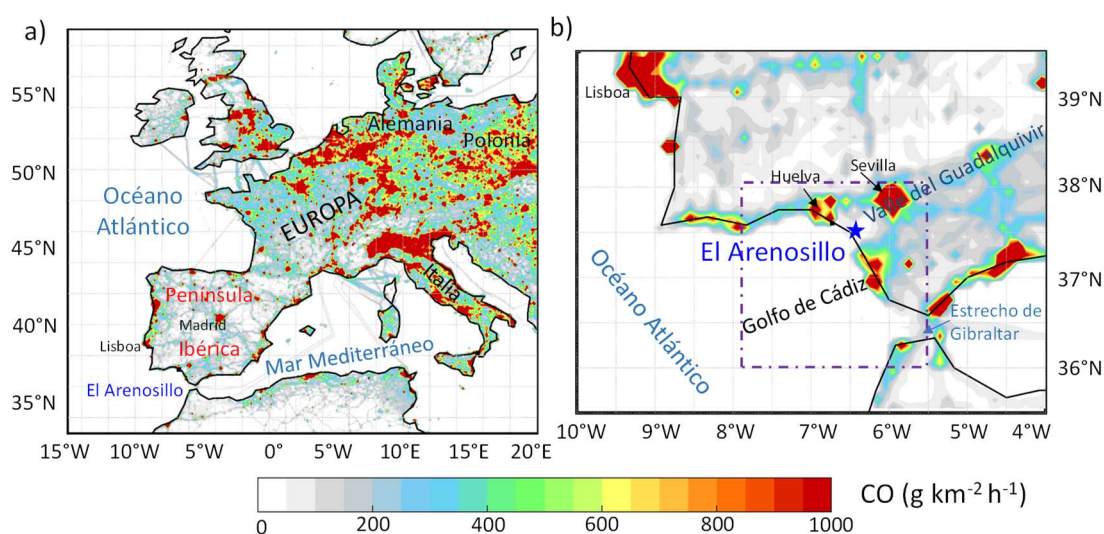 a)
55°N
50°N
45°N
40°N
35°N
15°W 10°W 5°W 0° 5°E 10°E 15°E 20°E
Alemania
Polonia
Océano
Atlántico
EUROPA
Italia
Península
Madrid
Lisboa
Ibérica
Mar Mediterráneo
El Arenosillo
b)
Lisboa
39°N
38°N
37°N
36°N
10°W 9°W 8°W 7°W 6°W 5°W 4°W
Sevilla
Huelva
Valle del Guadalquivir
El Arenosillo
Océano Atlántico
Golfo de Cádiz
Estrecho de
Gibraltar
0 200 400 600 800 1000
CO (g km-2 h-1)